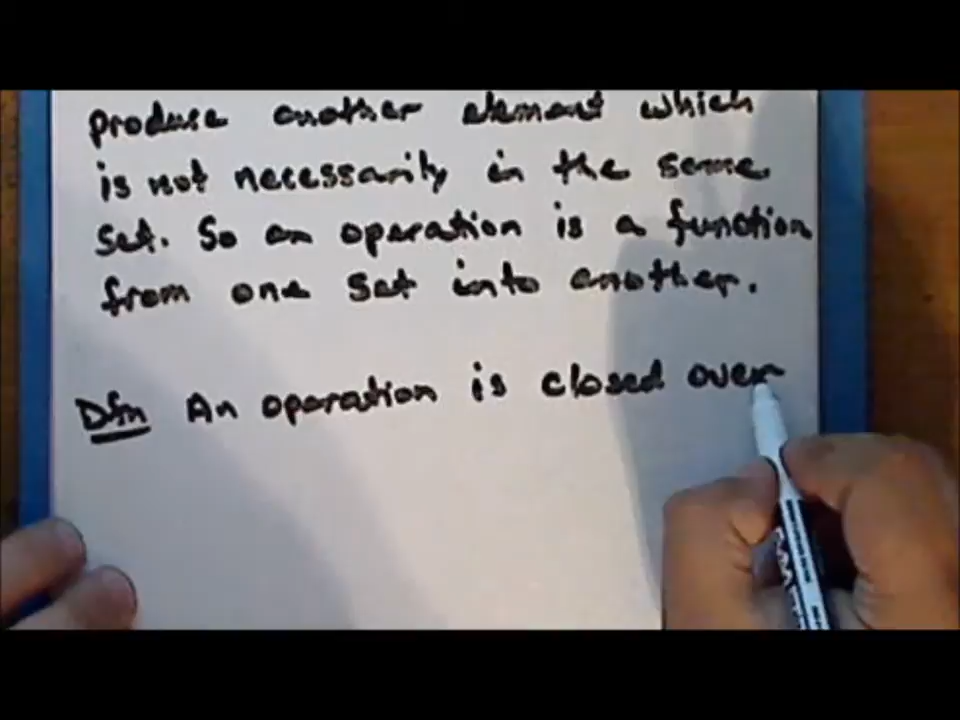 produce another element which
is not necessarily in the same
set. So an operation is a function
from one set into another.
Dfn An operation is closed over